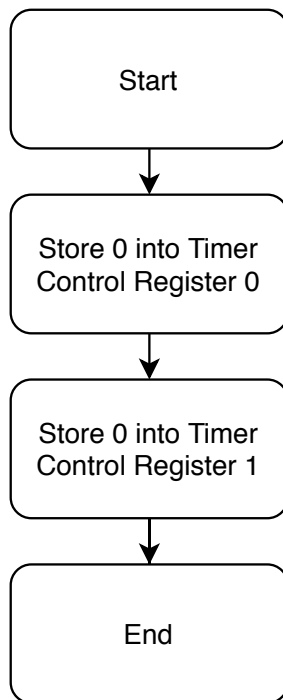 Start
Store 0 into Timer
Control Register 0
Store 0 into Timer
Control Register 1
End